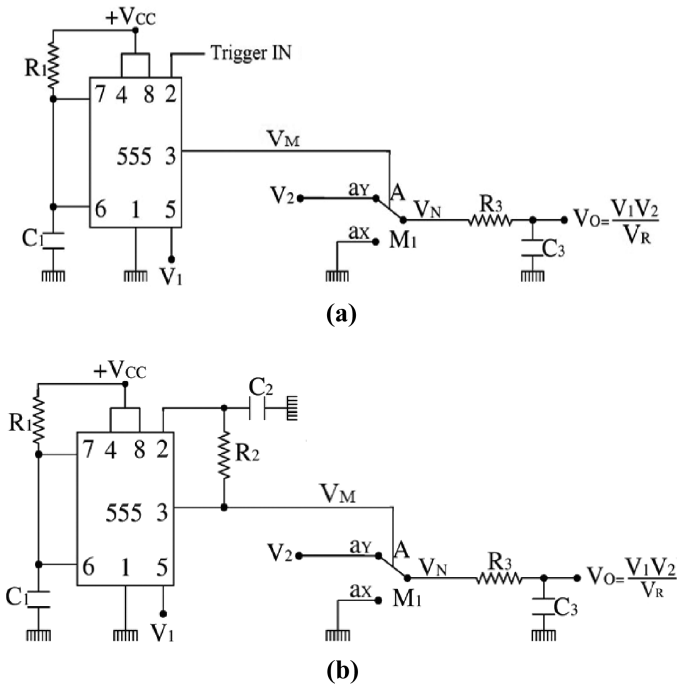 +VCC
R1
Trigger IN
7 4 8 2
555 3
VM
6 1 5
C1
V1
V2
aY A
VN
R3
aX
M1
C3
VO= V1V2
VR
(a)
+VCC
C2
R1
7 4 8 2
R2
555 3
VM
6 1 5
C1
V1
V2
aY A
VN
R3
aX
M1
C3
VO= V1V2
VR
(b)